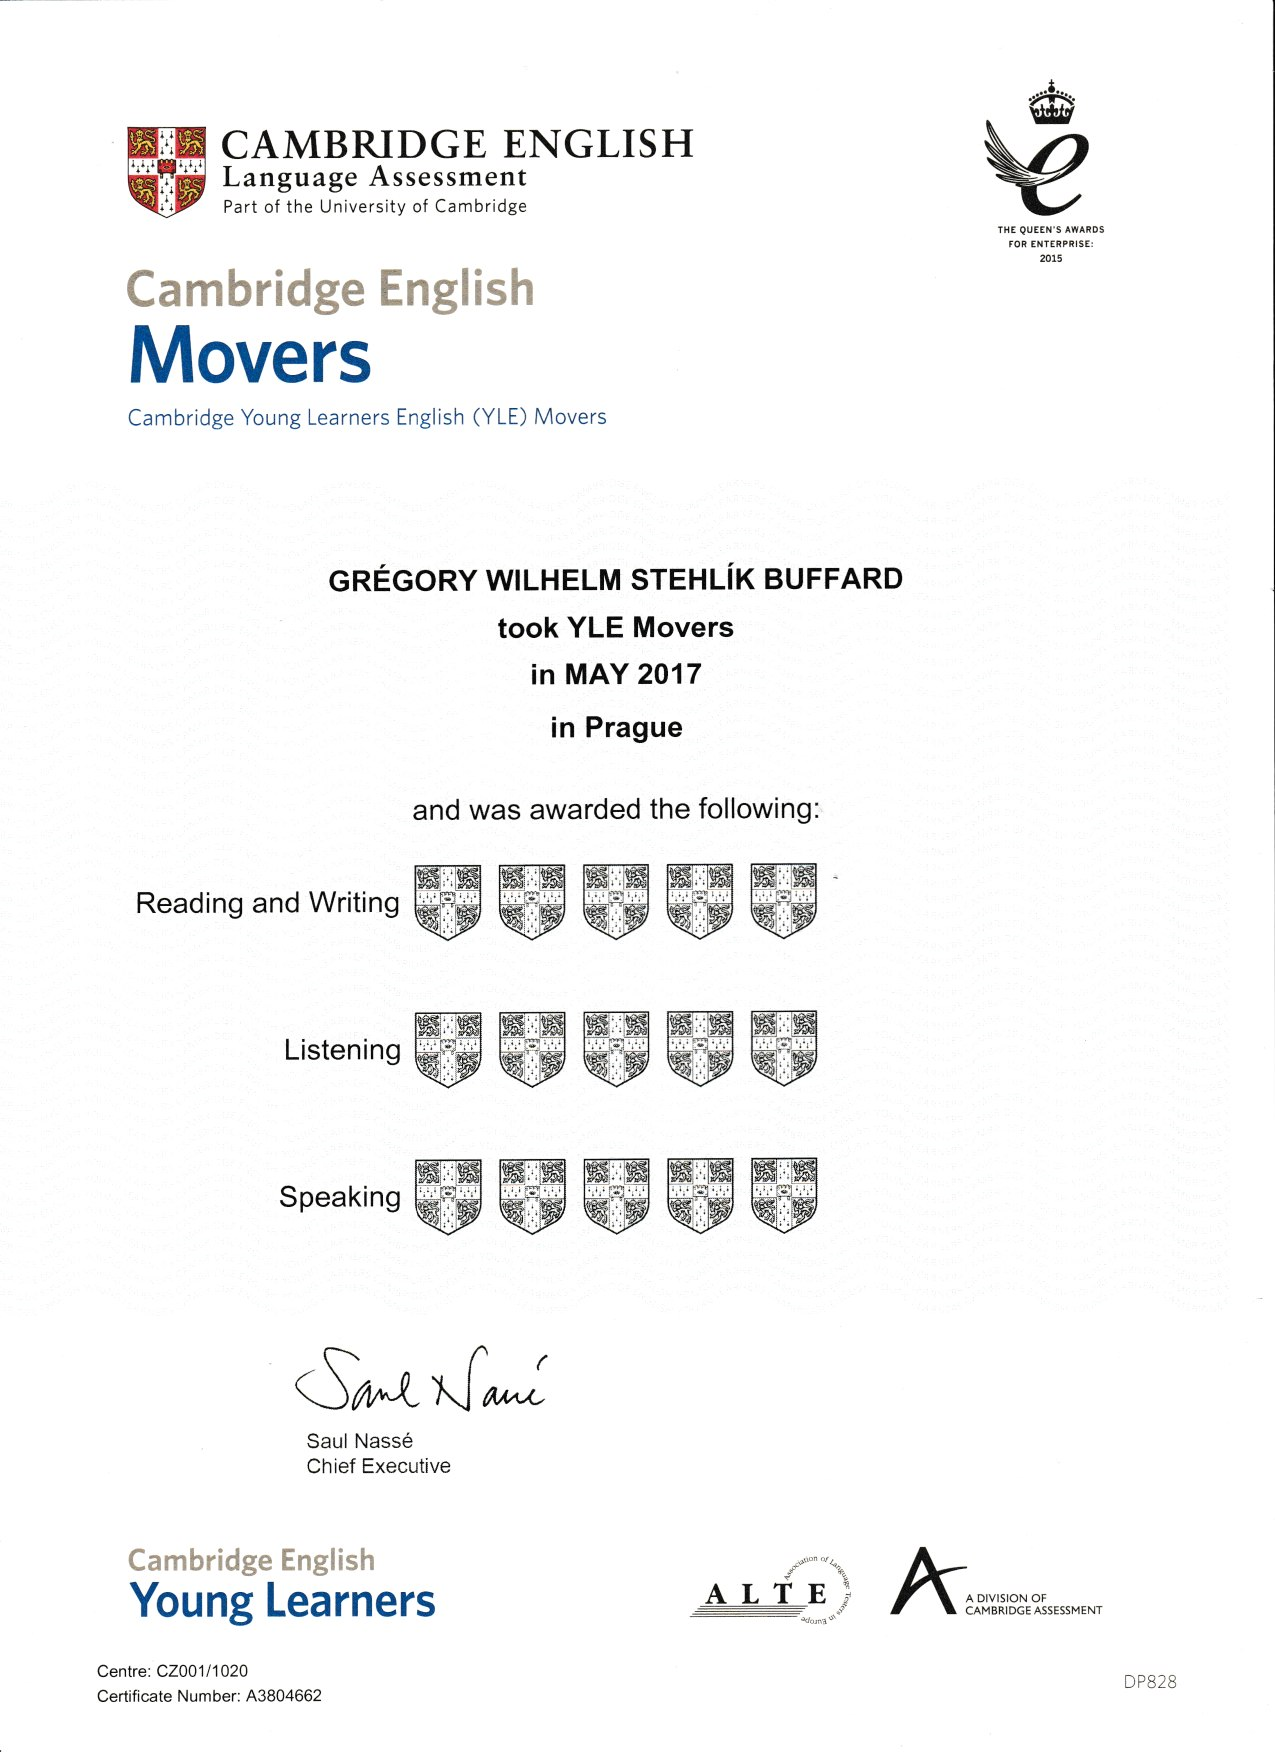 CAMBRIDGE ENGLISH
Language Assessment
Part of the University of Cambridge
THE QUEEN'S AWARDS
FOR ENTERPRISE:
2015
Cambridge English
Movers
Cambridge Young Learners English (YLE) Movers
GRÉGORY WILHELM STEHLÍK BUFFARD
took YLE Movers
in MAY 2017
in Prague
and was awarded the following:
Reading and Writing
Listening
Speaking
Saul Nassé
Saul Nassé
Chief Executive
Cambridge English
Young Learners
ALTE
Association of Language Testers in Europe
A DIVISION OF
CAMBRIDGE ASSESSMENT
Centre: CZ001/1020
Certificate Number: A3804662
DP828